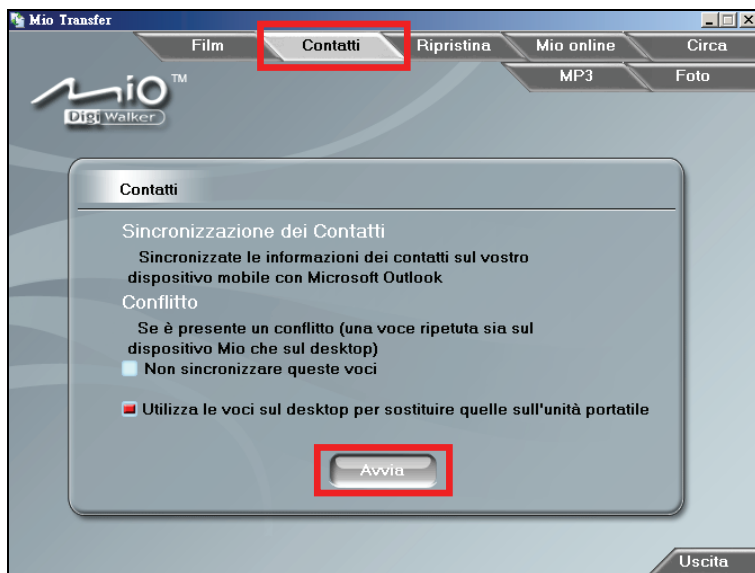 Mio Transfer
Film Contatti Ripristina Mio online Circa
MP3 Foto
Mio TM
Digi Walker
Contatti
Sincronizzazione dei Contatti
Sincronizzate le informazioni dei contatti sul vostro
dispositivo mobile con Microsoft Outlook
Conflitto
Se è presente un conflitto (una voce ripetuta sia sul
dispositivo Mio che sul desktop)
Non sincronizzare queste voci
Utilizza le voci sul desktop per sostituire quelle sull'unità portatile
Avvia
Uscita